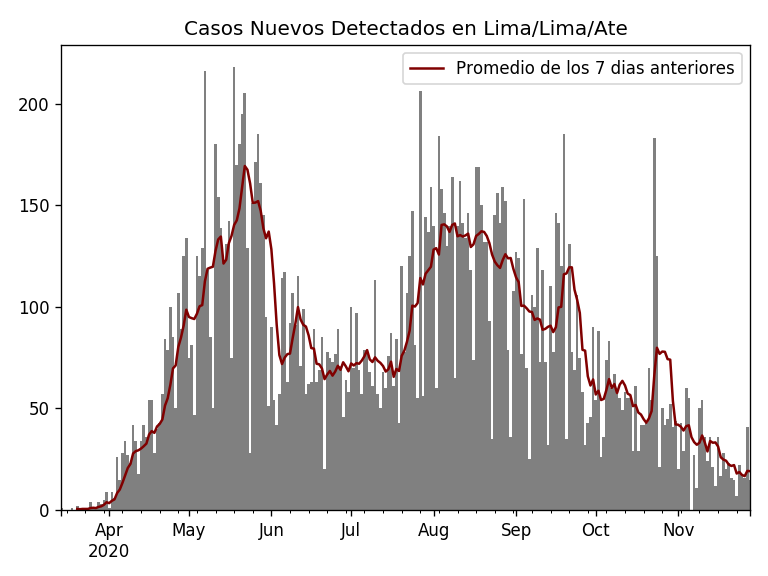 Casos Nuevos Detectados en Lima/Lima/Ate
Promedio de los 7 dias anteriores
200
150
100
50
0
Apr May Jun Jul Aug Sep Oct Nov
2020